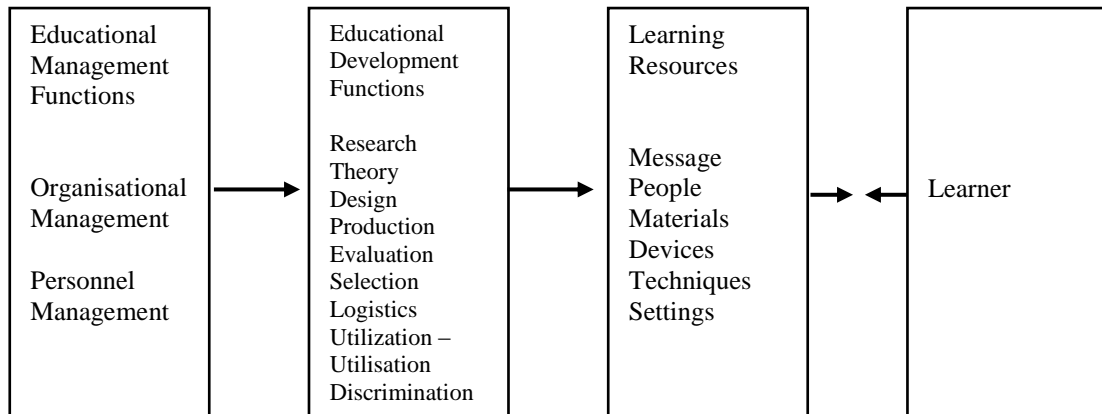 Educational
Management
Functions
Organisational
Management
Personnel
Management
Educational
Development
Functions
Research
Theory
Design
Production
Evaluation
Selection
Logistics
Utilization –
Utilisation
Discrimination
Learning
Resources
Message
People
Materials
Devices
Techniques
Settings
Learner